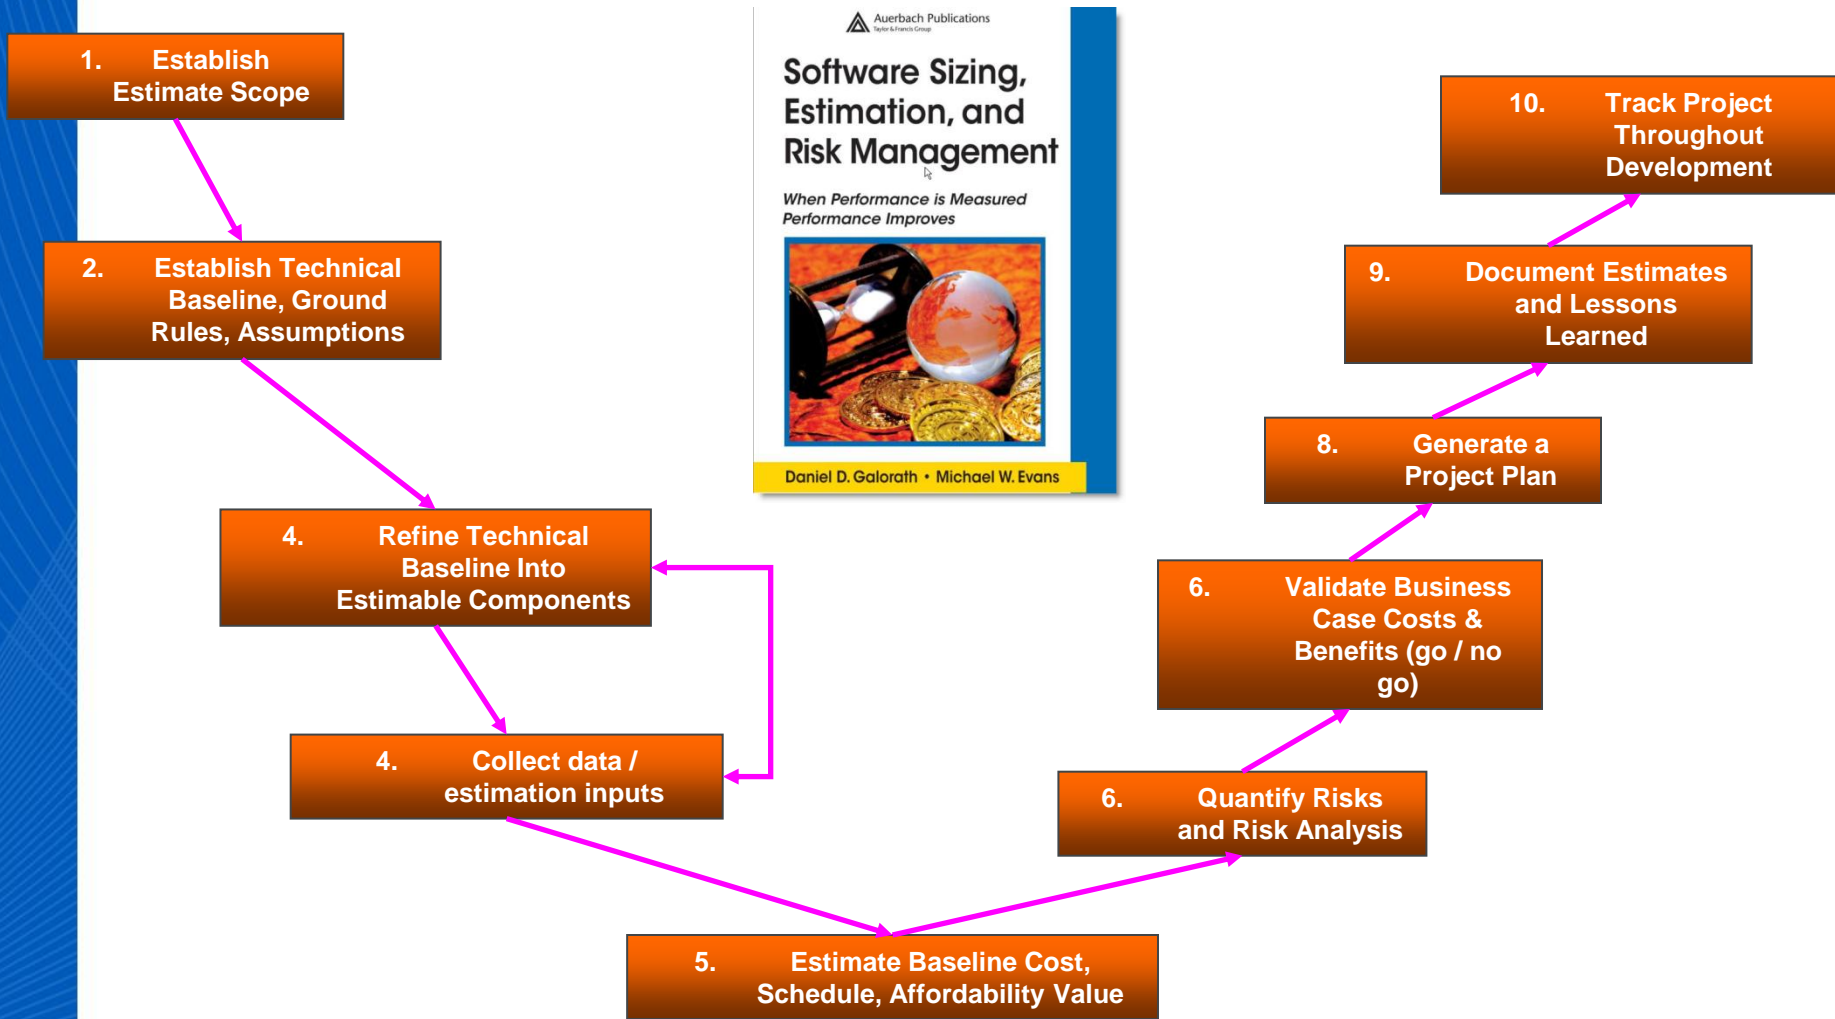 1. Establish
Estimate Scope
2. Establish Technical
Baseline, Ground
Rules, Assumptions
4. Refine Technical
Baseline Into
Estimable Components
4. Collect data /
estimation inputs
5. Estimate Baseline Cost,
Schedule, Affordability Value
6. Quantify Risks
and Risk Analysis
6. Validate Business
Case Costs &
Benefits (go / no
go)
8. Generate a
Project Plan
9. Document Estimates
and Lessons
Learned
10. Track Project
Throughout
Development
Auerbach Publications
Taylor & Francis Group
Software Sizing,
Estimation, and
Risk Management
When Performance is Measured
Performance Improves
Daniel D. Galorath • Michael W. Evans